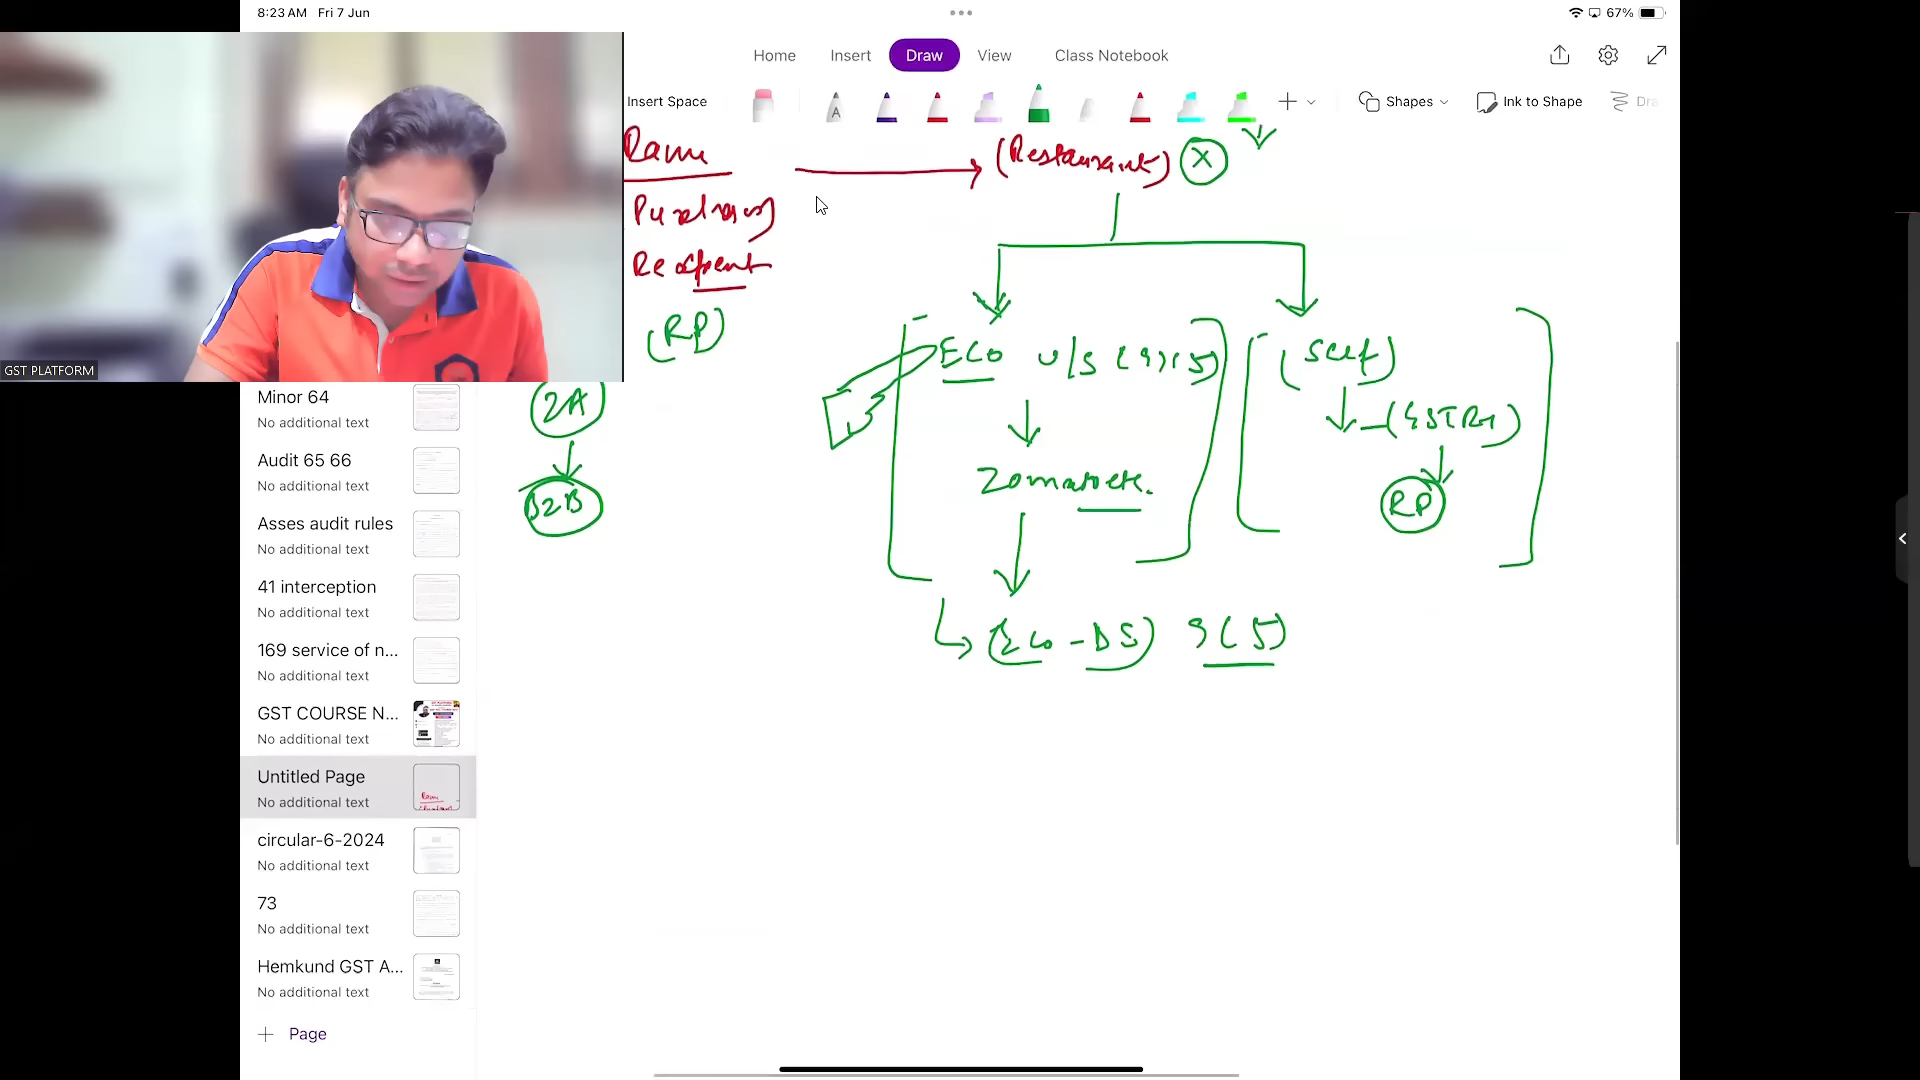 8:23 AM Fri 7 Jun
67%
Home Insert Draw View Class Notebook
Insert Space
A
Shapes
Ink to Shape
Dra
Ram
(Restaurant) X
Purchaser
Recipent
(RP)
2A
B2B
ECO u/s (9)(5)
(Self)
(GSTR1)
Zomato etc.
RP
(Eco - DS) 9(5)
GST PLATFORM
Minor 64
No additional text
Audit 65 66
No additional text
Asses audit rules
No additional text
41 interception
No additional text
169 service of n...
No additional text
GST COURSE N...
No additional text
Untitled Page
No additional text
circular-6-2024
No additional text
73
No additional text
Hemkund GST A...
No additional text
Page